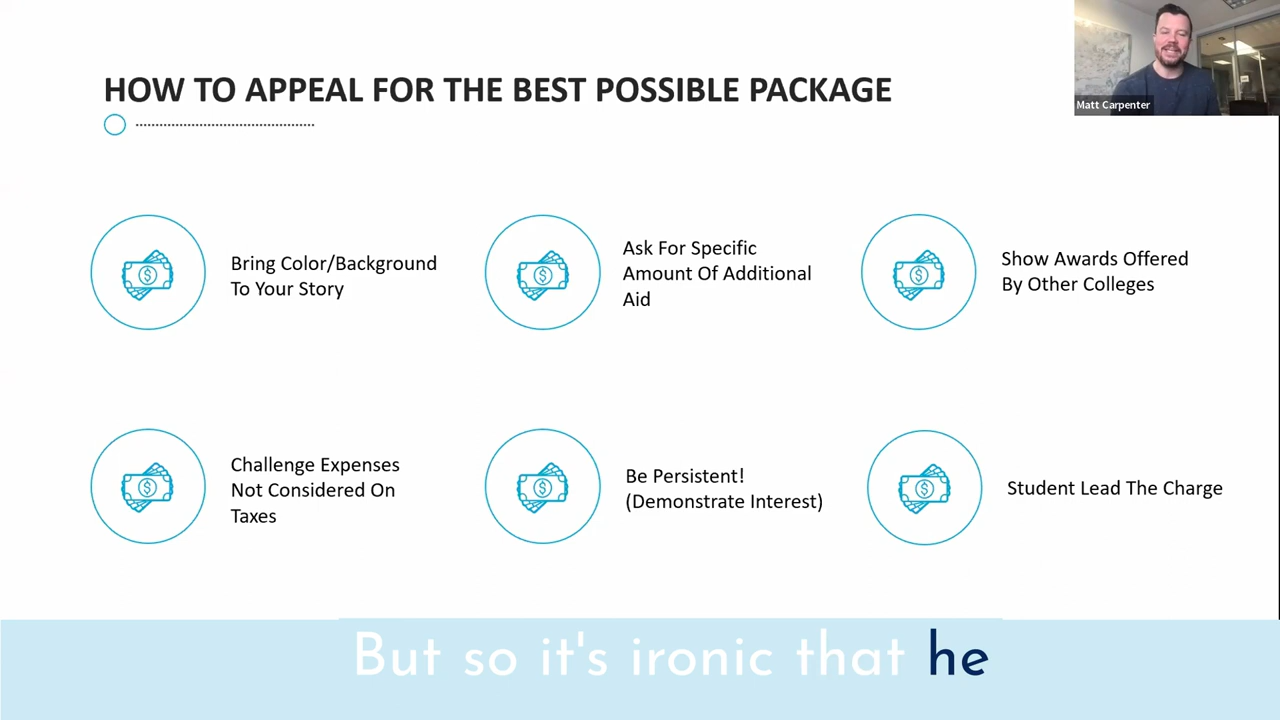 HOW TO APPEAL FOR THE BEST POSSIBLE PACKAGE
Matt Carpenter
Bring Color/Background
To Your Story
Ask For Specific
Amount Of Additional
Aid
Show Awards Offered
By Other Colleges
Challenge Expenses
Not Considered On
Taxes
Be Persistent!
(Demonstrate Interest)
Student Lead The Charge
But so it's ironic that he